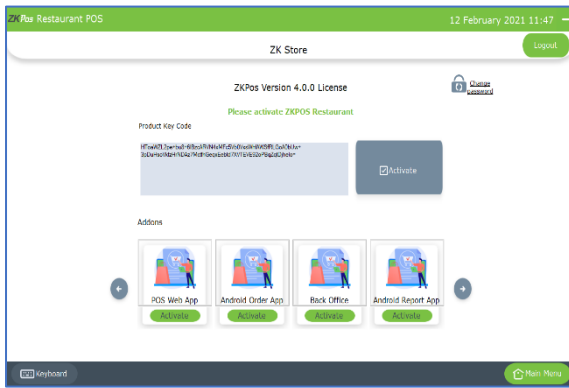 ZKPos Restaurant POS
12 February 2021 11:47
ZK Store
Logout
ZKPos Version 4.0.0 License
Change
password
Please activate ZKPOS Restaurant
Product Key Code
Activate
Addons
POS Web App
Android Order App
Back Office
Android Report App
Activate
Activate
Activate
Activate
Keyboard
Main Menu